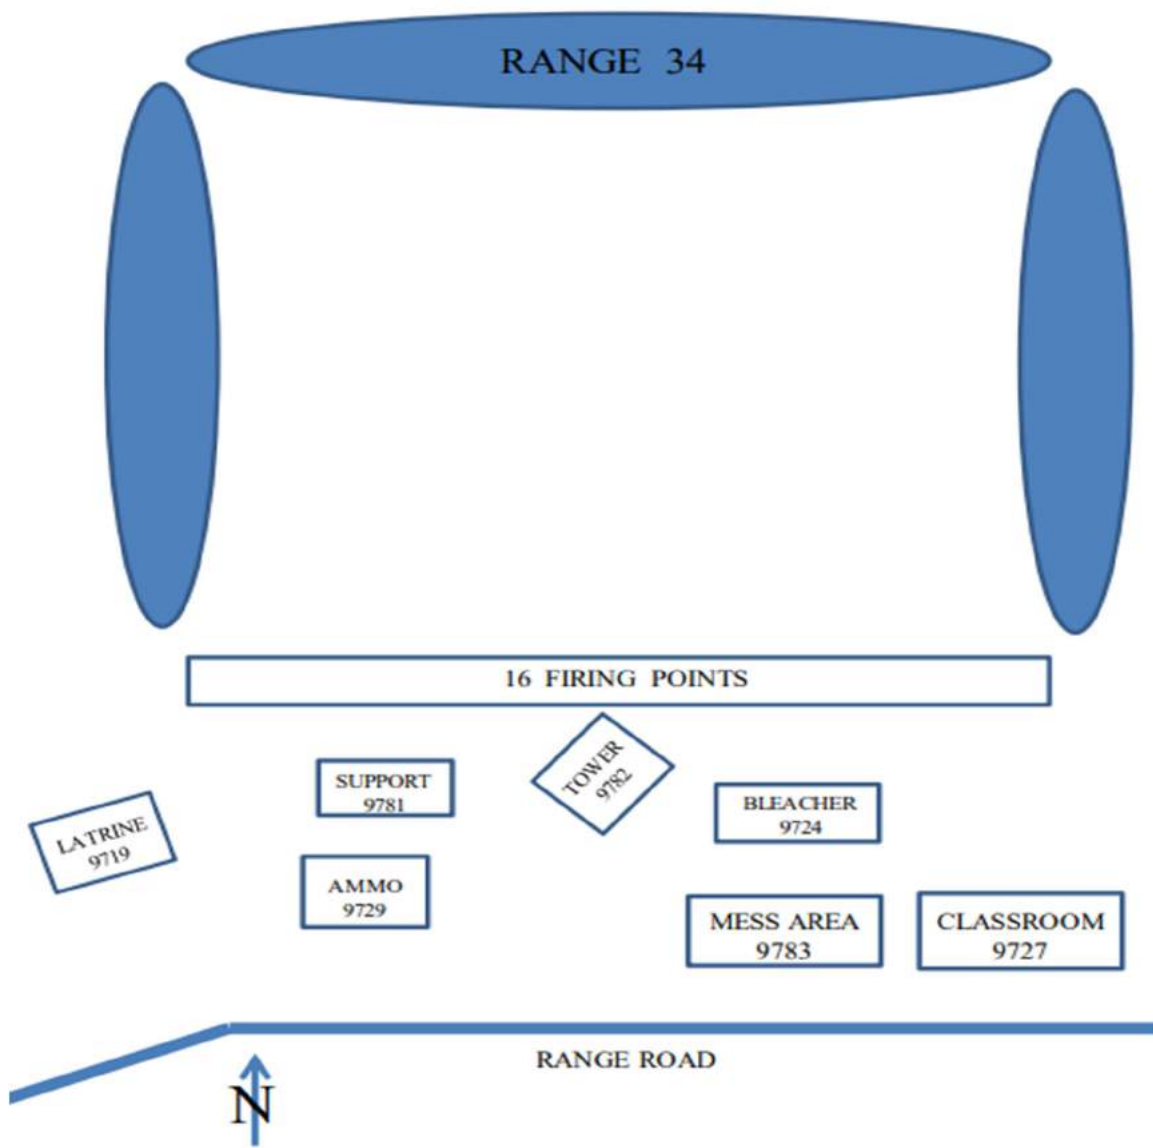 RANGE 34
16 FIRING POINTS
TOWER
9782
SUPPORT
9781
BLEACHER
9724
LATRINE
9719
AMMO
9729
MESS AREA
9783
CLASSROOM
9727
RANGE ROAD
N